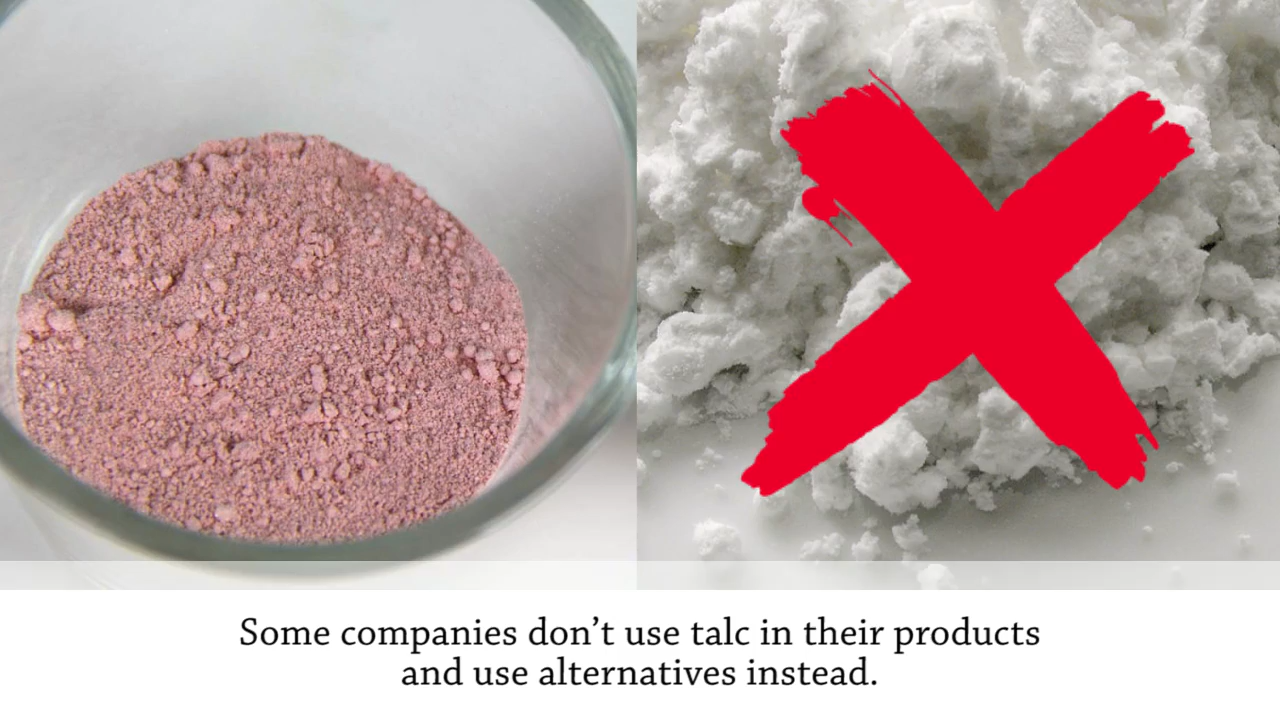 Some companies don’t use talc in their products
and use alternatives instead.